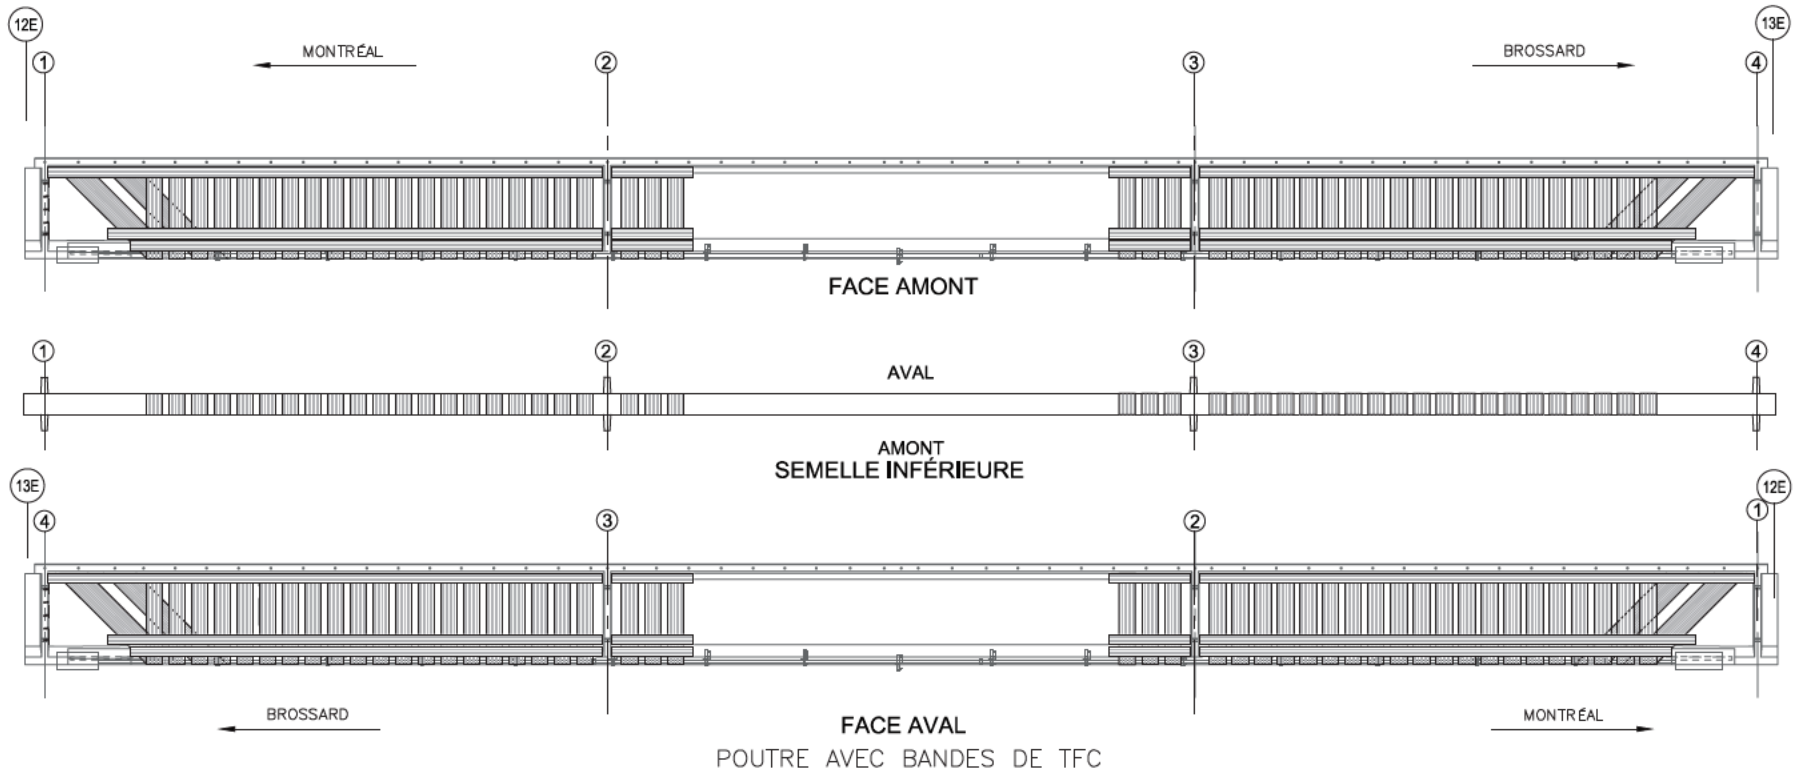 12E
13E
MONTRÉAL
BROSSARD
1
2
3
4
FACE AMONT
1
2
3
4
AVAL
AMONT
SEMELLE INFÉRIEURE
13E
12E
4
3
2
1
BROSSARD
MONTRÉAL
FACE AVAL
POUTRE AVEC BANDES DE TFC